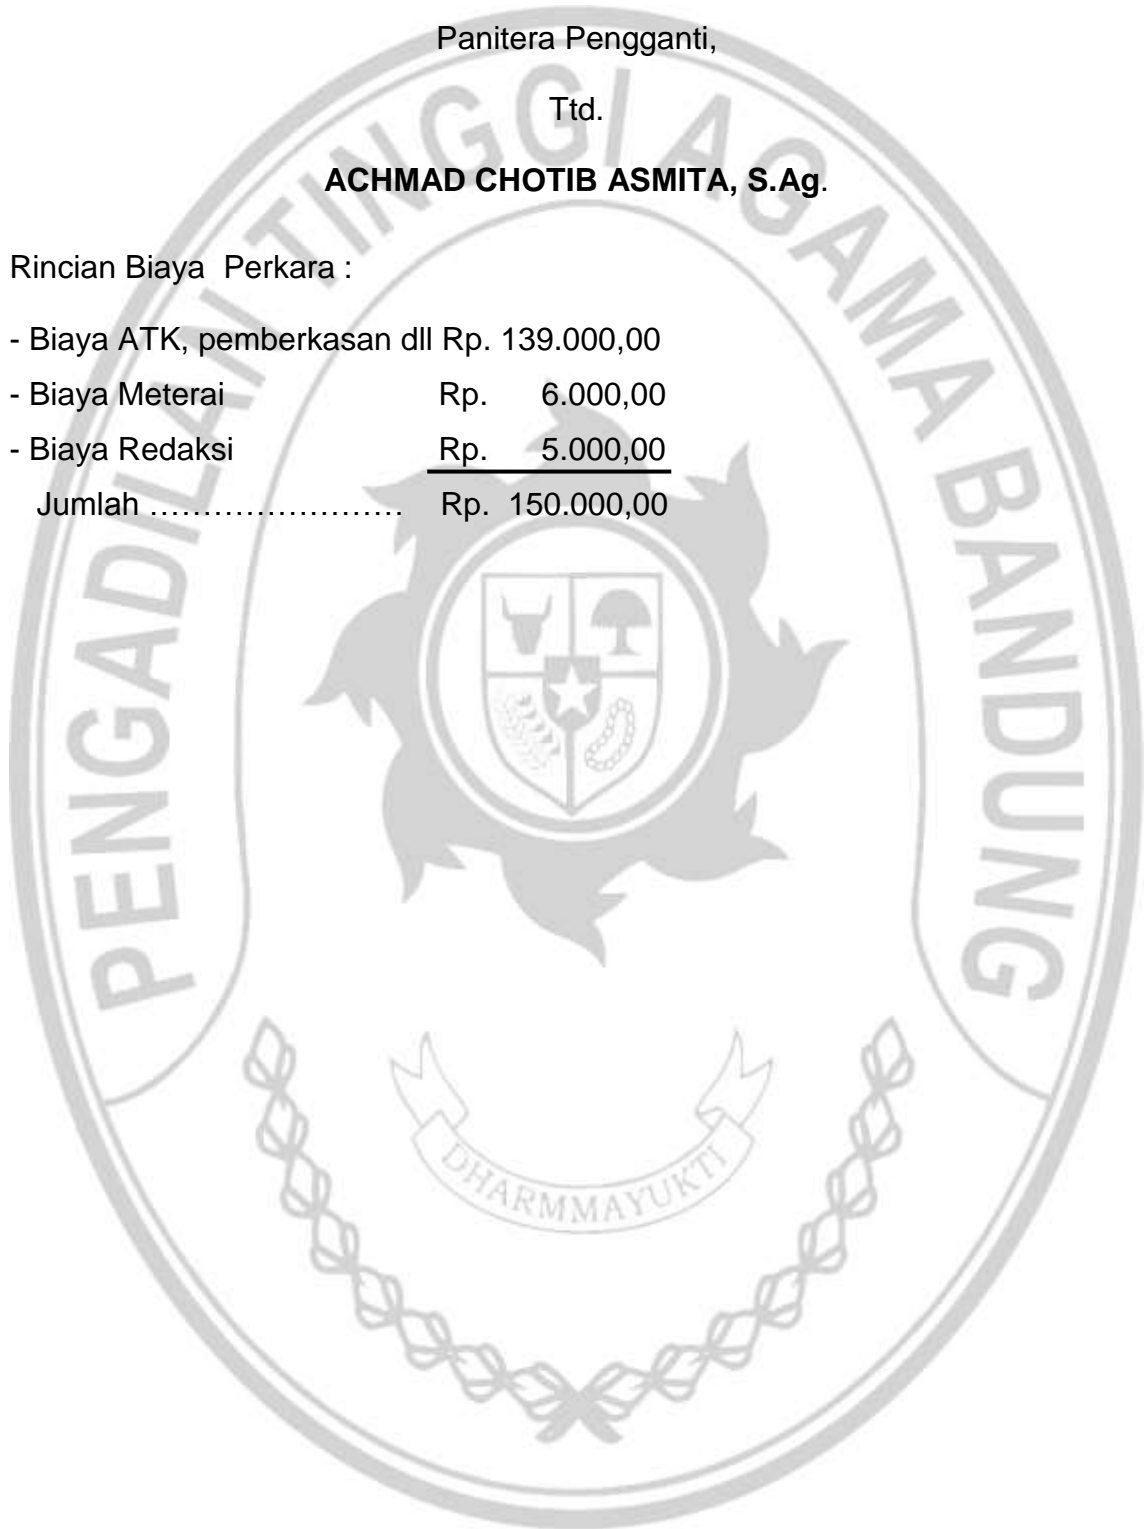 Panitera Pengganti,
Ttd.
ACHMAD CHOTIB ASMITA, S.Ag.
Rincian Biaya Perkara :
- Biaya ATK, pemberkasan dll Rp. 139.000,00
- Biaya Meterai Rp. 6.000,00
- Biaya Redaksi Rp. 5.000,00
Jumlah …………………… Rp. 150.000,00
PENGADILAN TINGGI AGAMA BANDUNG
DHARMMAYUKTI